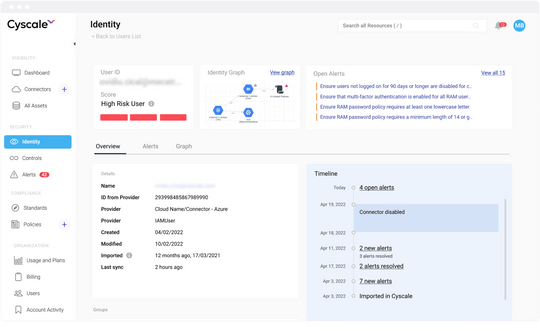 Cyscale
Identity
< Back to Users List
Search all Resources ( / )
MB
VISIBILITY
Dashboard
Connectors
All Assets
SECURITY
Identity
Controls
Alerts
COMPLIANCE
Standards
Policies
ORGANIZATION
Usage and Plans
Billing
Users
Account Activity
User ID
Score
High Risk User
Identity Graph
View graph
Open Alerts
View all 15
Ensure users not logged on for 90 days or longer are disabled for c...
Ensure that multi-factor authentication is enabled for all RAM user...
Ensure RAM password policy requires at least one lowercase letter
Ensure RAM password policy requires a minimum length of 14 or g...
Overview
Alerts
Graph
Details
Name
ID from Provider 293998485867989990
Provider Cloud Name/Connector - Azure
Provider IAMUser
Created 04/02/2022
Modified 10/02/2022
Imported 12 months ago, 17/03/2021
Last sync 2 hours ago
Groups
Timeline
Today 4 open alerts
Apr 19, 2022
Connector disabled
Apr 18, 2022
Apr 11, 2022 2 new alerts
3 alerts resolved
Apr 17, 2022 2 alerts resolved
Apr 3, 2022 7 new alerts
Apr 3, 2022 Imported in Cyscale